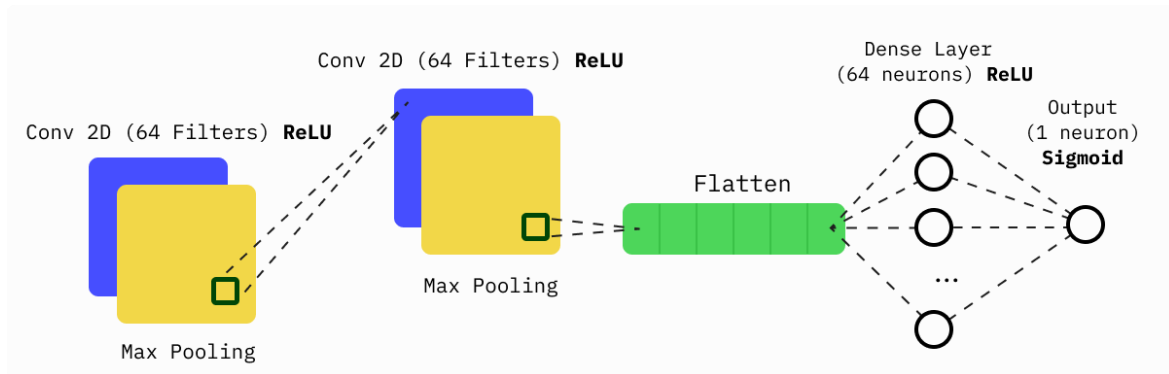 Conv 2D (64 Filters) ReLU
Max Pooling
Conv 2D (64 Filters) ReLU
Max Pooling
Flatten
Dense Layer
(64 neurons) ReLU
...
Output
(1 neuron)
Sigmoid